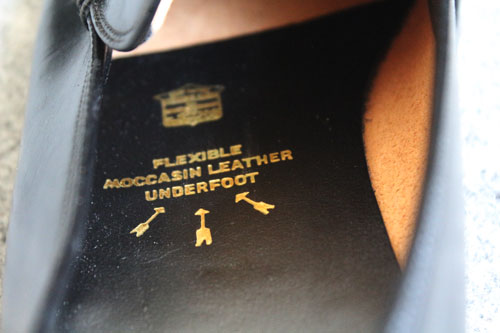 FLEXIBLE
MOCCASIN LEATHER
UNDERFOOT